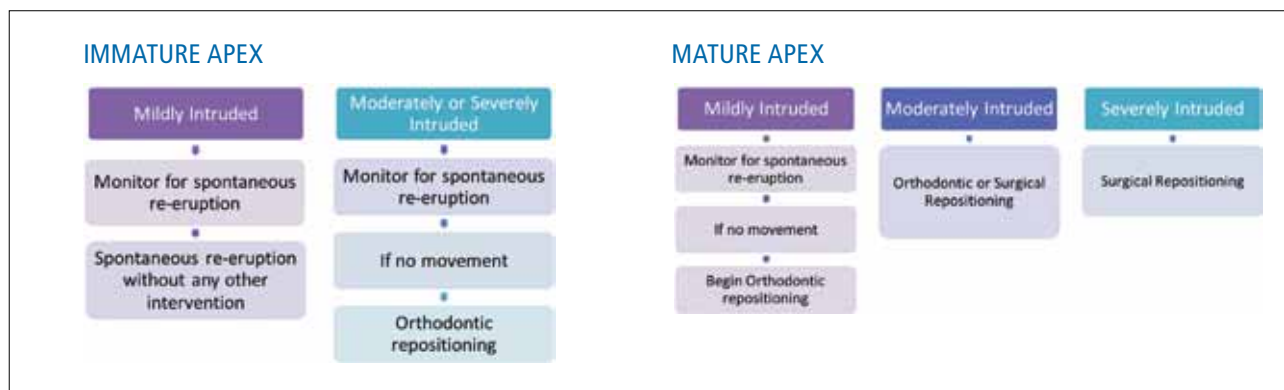 IMMATURE APEX
Mildly Intruded
Monitor for spontaneous
re-eruption
Spontaneous re-eruption
without any other
intervention
Moderately or Severely
Intruded
Monitor for spontaneous
re-eruption
If no movement
Orthodontic
repositioning
MATURE APEX
Mildly Intruded
Monitor for spontaneous
re-eruption
If no movement
Begin Orthodontic
repositioning
Moderately Intruded
Orthodontic or Surgical
Repositioning
Severely Intruded
Surgical Repositioning